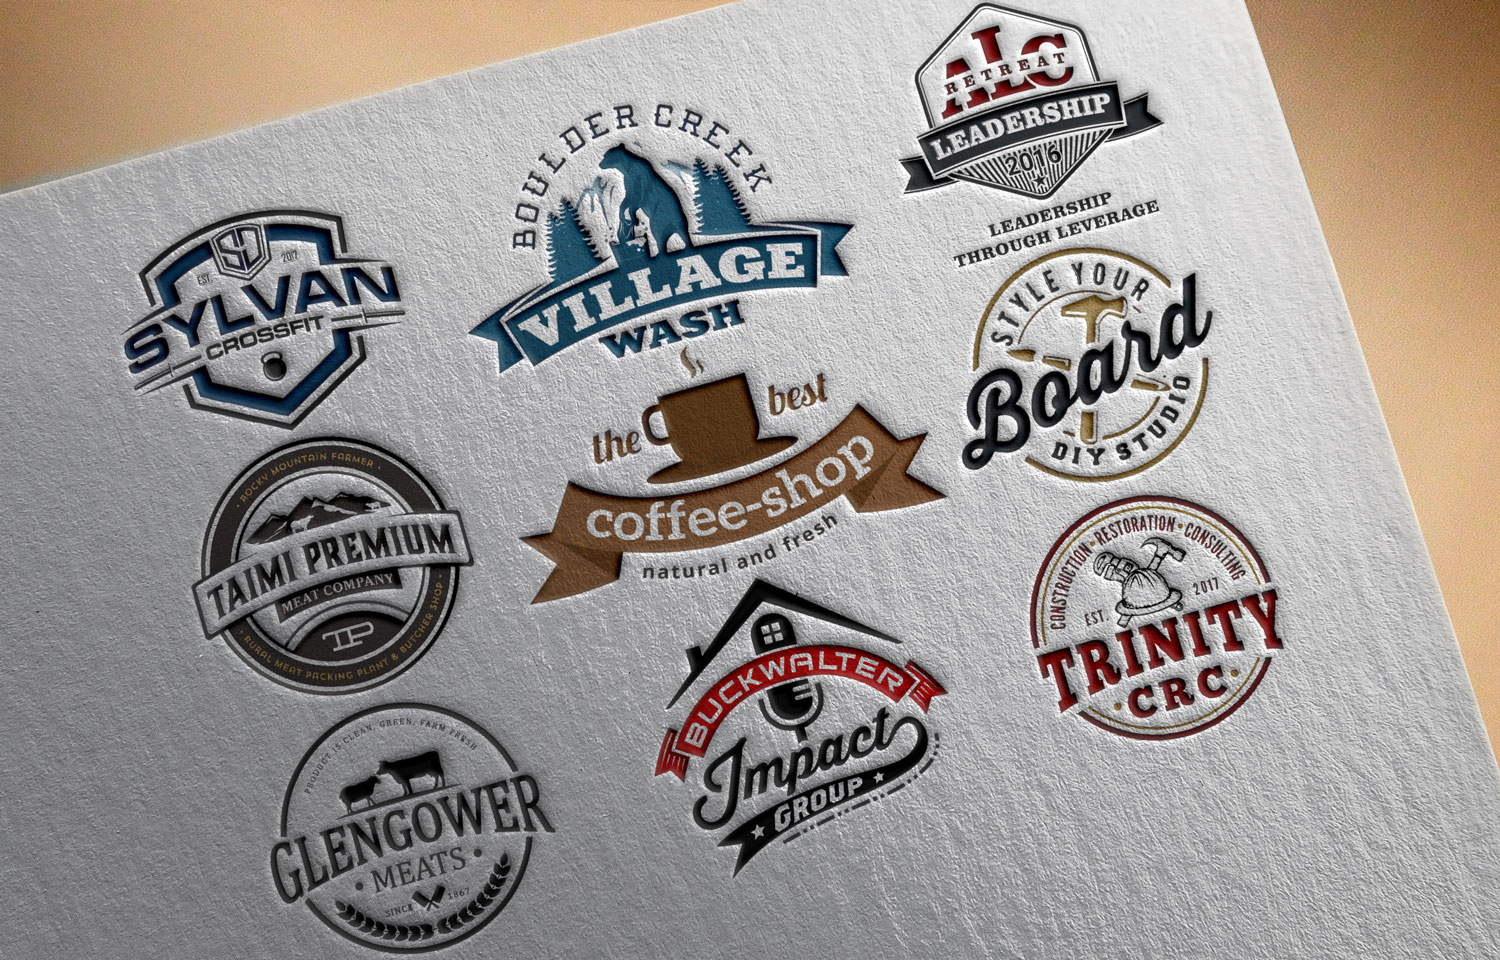 ALC
RETREAT
LEADERSHIP
2016
LEADERSHIP
THROUGH LEVERAGE
BOULDER CREEK
VILLAGE
WASH
EST.
2017
SYLVAN
CROSSFIT
STYLE YOUR
Board
DIY STUDIO
the
best
coffee-shop
natural and fresh
ROCKY MOUNTAIN FARMER
TAIMI PREMIUM
MEAT COMPANY
TP
RURAL MEAT PACKING PLANT & BUTCHER SHOP
CONSTRUCTION • RESTORATION • CONSULTING
EST.
2017
TRINITY
• CRC •
BUCKWALTER
Impact
GROUP
PRODUCT IS CLEAN, GREEN, FARM FRESH
GLENGOWER
• MEATS •
SINCE
1867